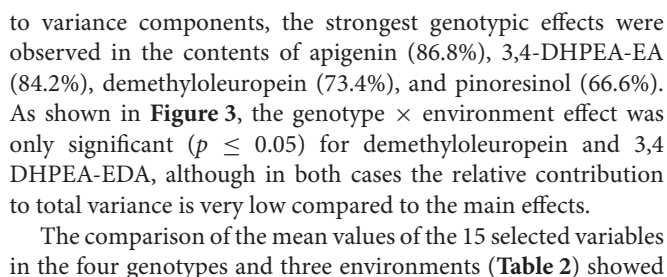 to variance components, the strongest genotypic effects were
observed in the contents of apigenin (86.8%), 3,4-DHPEA-EA
(84.2%), demethyloleuropein (73.4%), and pinoresinol (66.6%).
As shown in Figure 3, the genotype × environment effect was
only significant (p ≤ 0.05) for demethyloleuropein and 3,4
DHPEA-EDA, although in both cases the relative contribution
to total variance is very low compared to the main effects.
The comparison of the mean values of the 15 selected variables
in the four genotypes and three environments (Table 2) showed